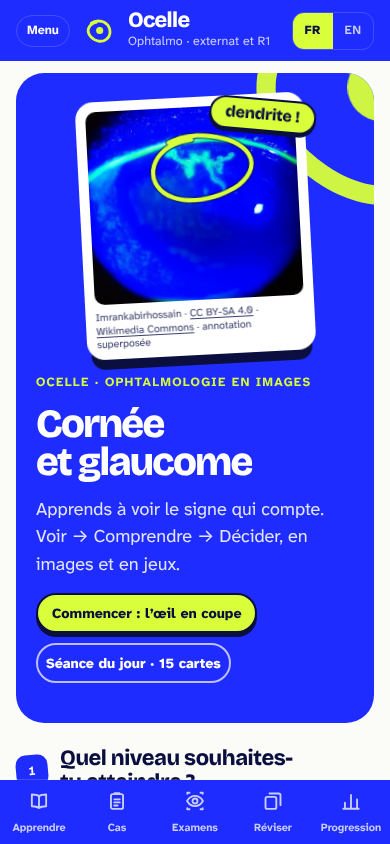 Menu
Ocelle
Ophtalmo · externat et R1
FR
EN
dendrite !
Imrankabirhossain · CC BY-SA 4.0 ·
Wikimedia Commons · annotation
superposée
OCELLE · OPHTALMOLOGIE EN IMAGES
Cornée
et glaucome
Apprends à voir le signe qui compte.
Voir → Comprendre → Décider, en
images et en jeux.
Commencer : l’œil en coupe
Séance du jour · 15 cartes
1
Quel niveau souhaites-
tu atteindre ?
Apprendre
Cas
Examens
Réviser
Progression